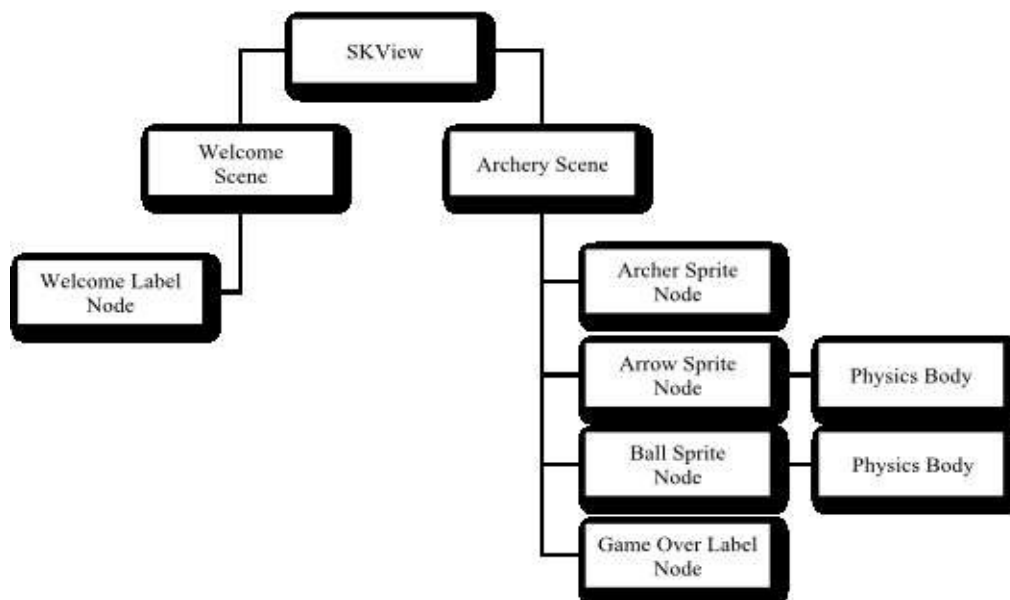 SKView
Welcome
Scene
Archery Scene
Welcome Label
Node
Archer Sprite
Node
Arrow Sprite
Node
Physics Body
Ball Sprite
Node
Physics Body
Game Over Label
Node